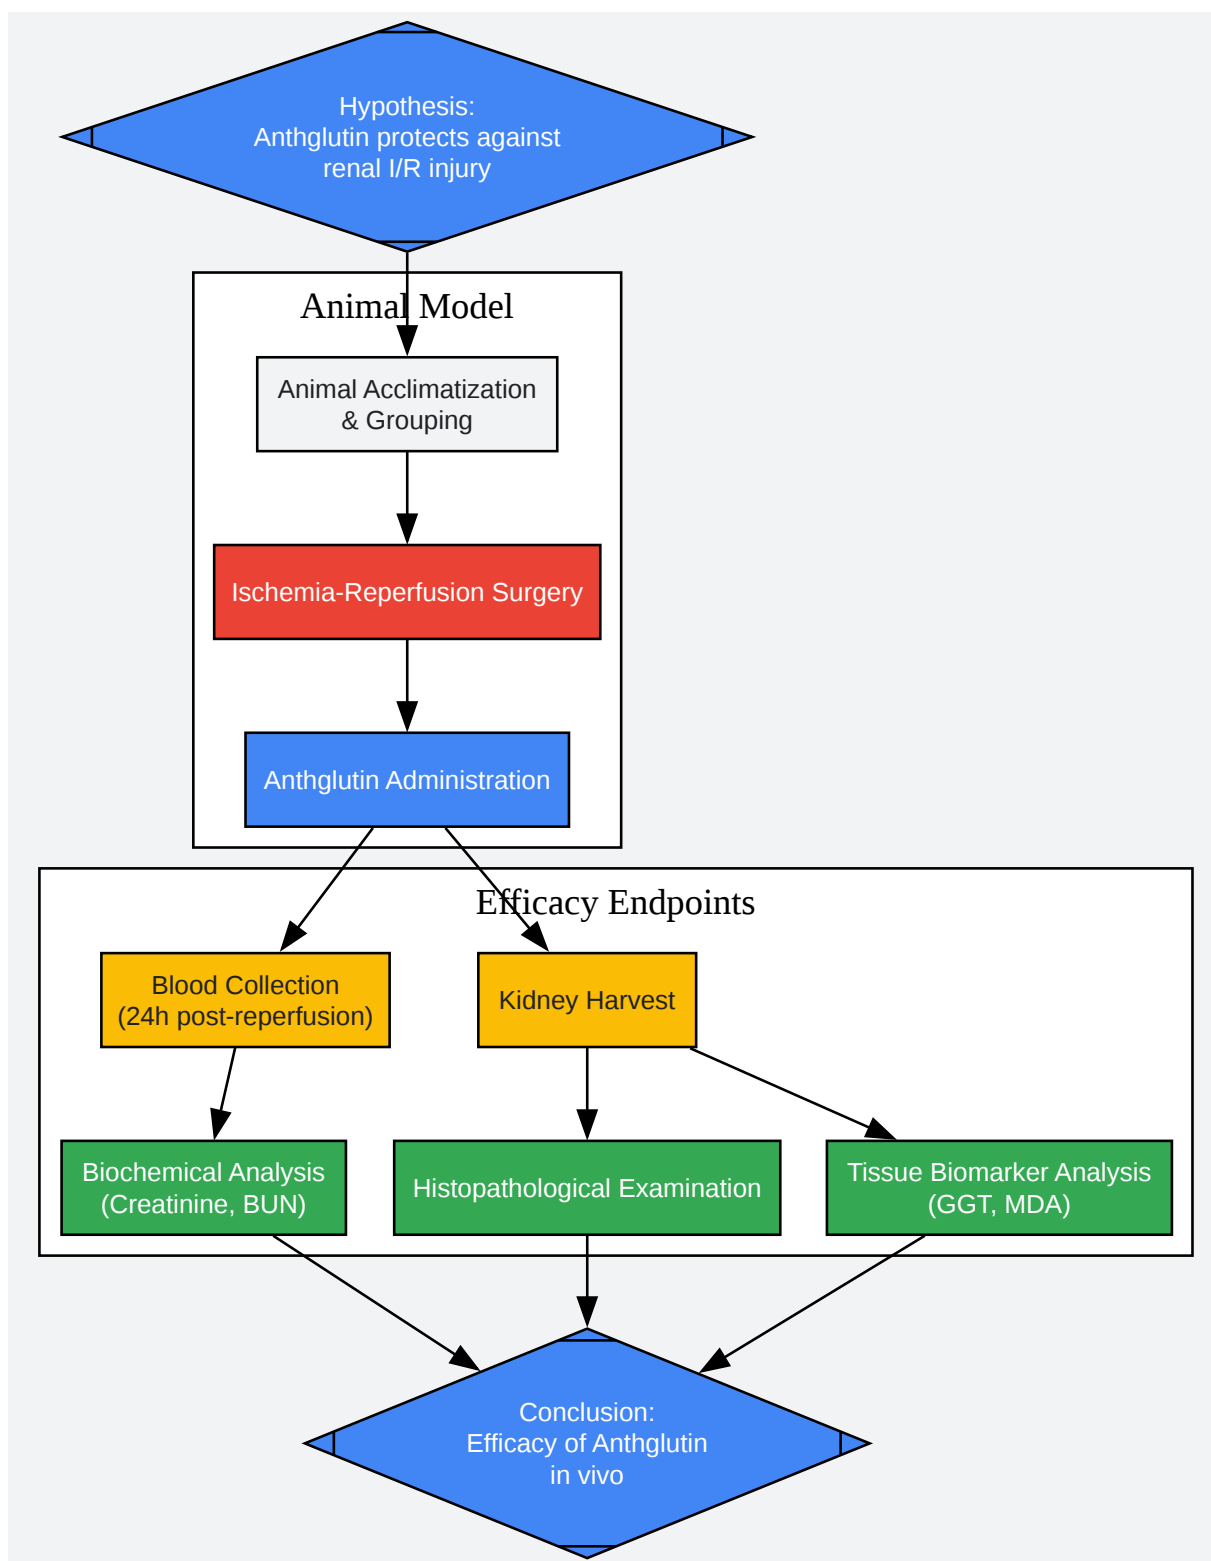 Hypothesis:
Anthglutin protects against
renal I/R injury
Animal Model
Animal Acclimatization
& Grouping
Ischemia-Reperfusion Surgery
Anthglutin Administration
Efficacy Endpoints
Blood Collection
(24h post-reperfusion)
Kidney Harvest
Biochemical Analysis
(Creatinine, BUN)
Histopathological Examination
Tissue Biomarker Analysis
(GGT, MDA)
Conclusion:
Efficacy of Anthglutin
in vivo